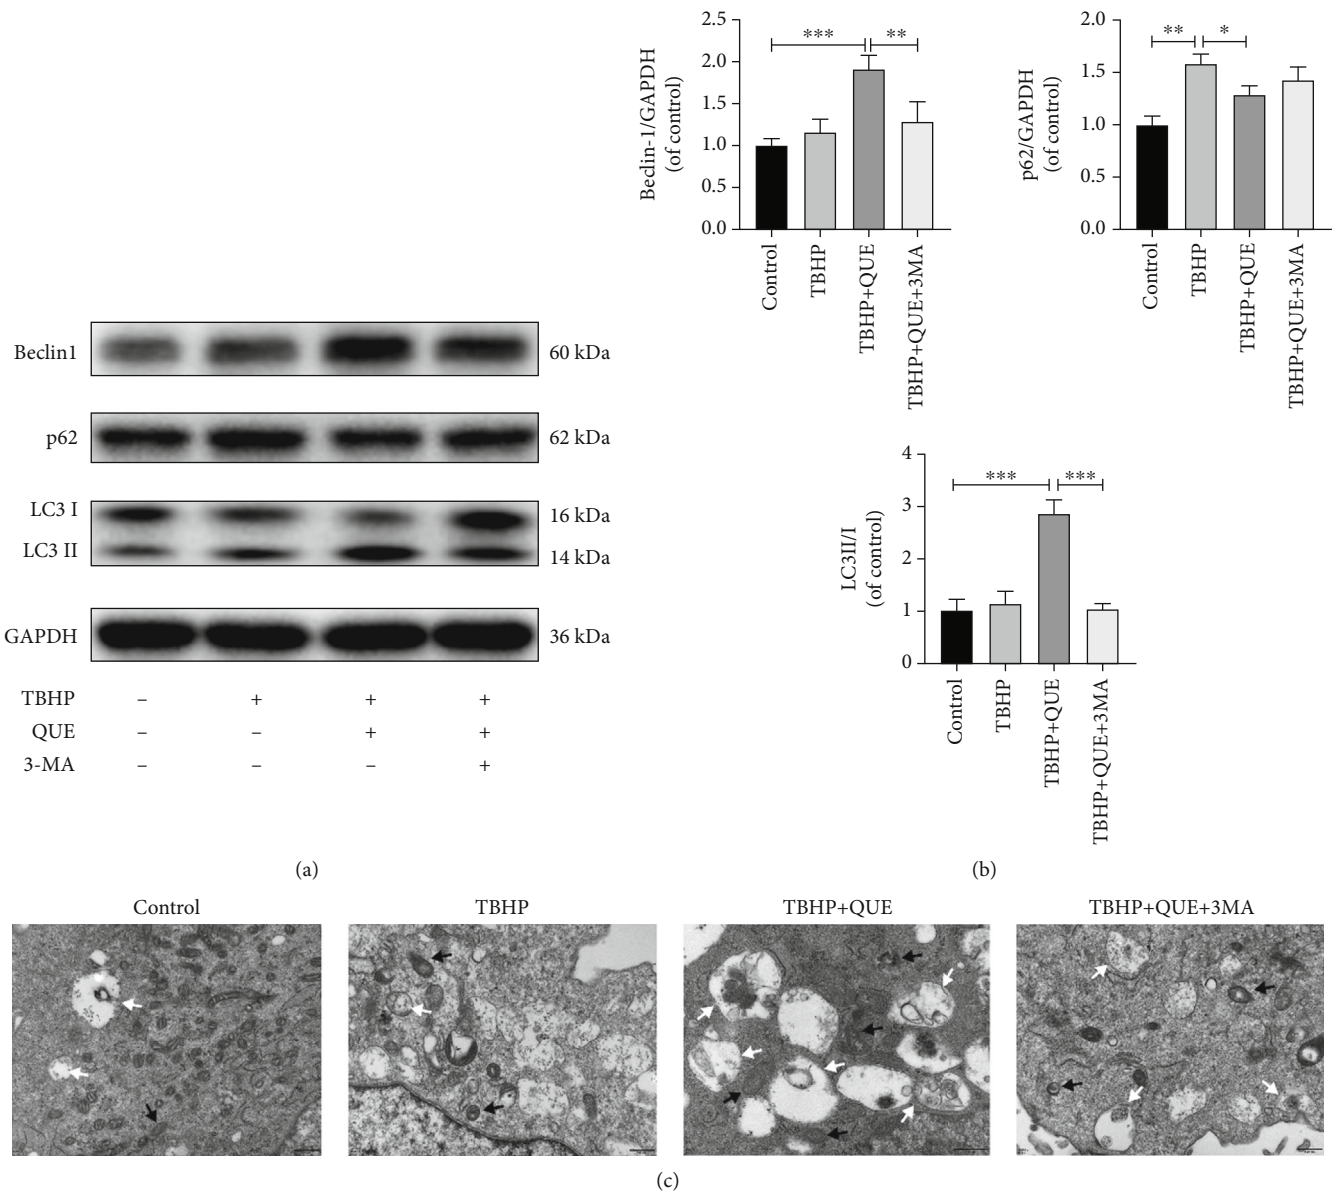 Beclin1
60 kDa
p62
62 kDa
LC3 I
16 kDa
LC3 II
14 kDa
GAPDH
36 kDa
TBHP – + + +
QUE – – + +
3-MA – – – +
(a)
Beclin-1/GAPDH
(of control)
2.5
2.0
1.5
1.0
0.5
0.0
*** **
Control
TBHP
TBHP+QUE
TBHP+QUE+3MA
p62/GAPDH
(of control)
2.0
1.5
1.0
0.5
0.0
** *
Control
TBHP
TBHP+QUE
TBHP+QUE+3MA
LC3II/I
(of control)
4
3
2
1
0
*** ***
Control
TBHP
TBHP+QUE
TBHP+QUE+3MA
(b)
Control
TBHP
TBHP+QUE
TBHP+QUE+3MA
(c)